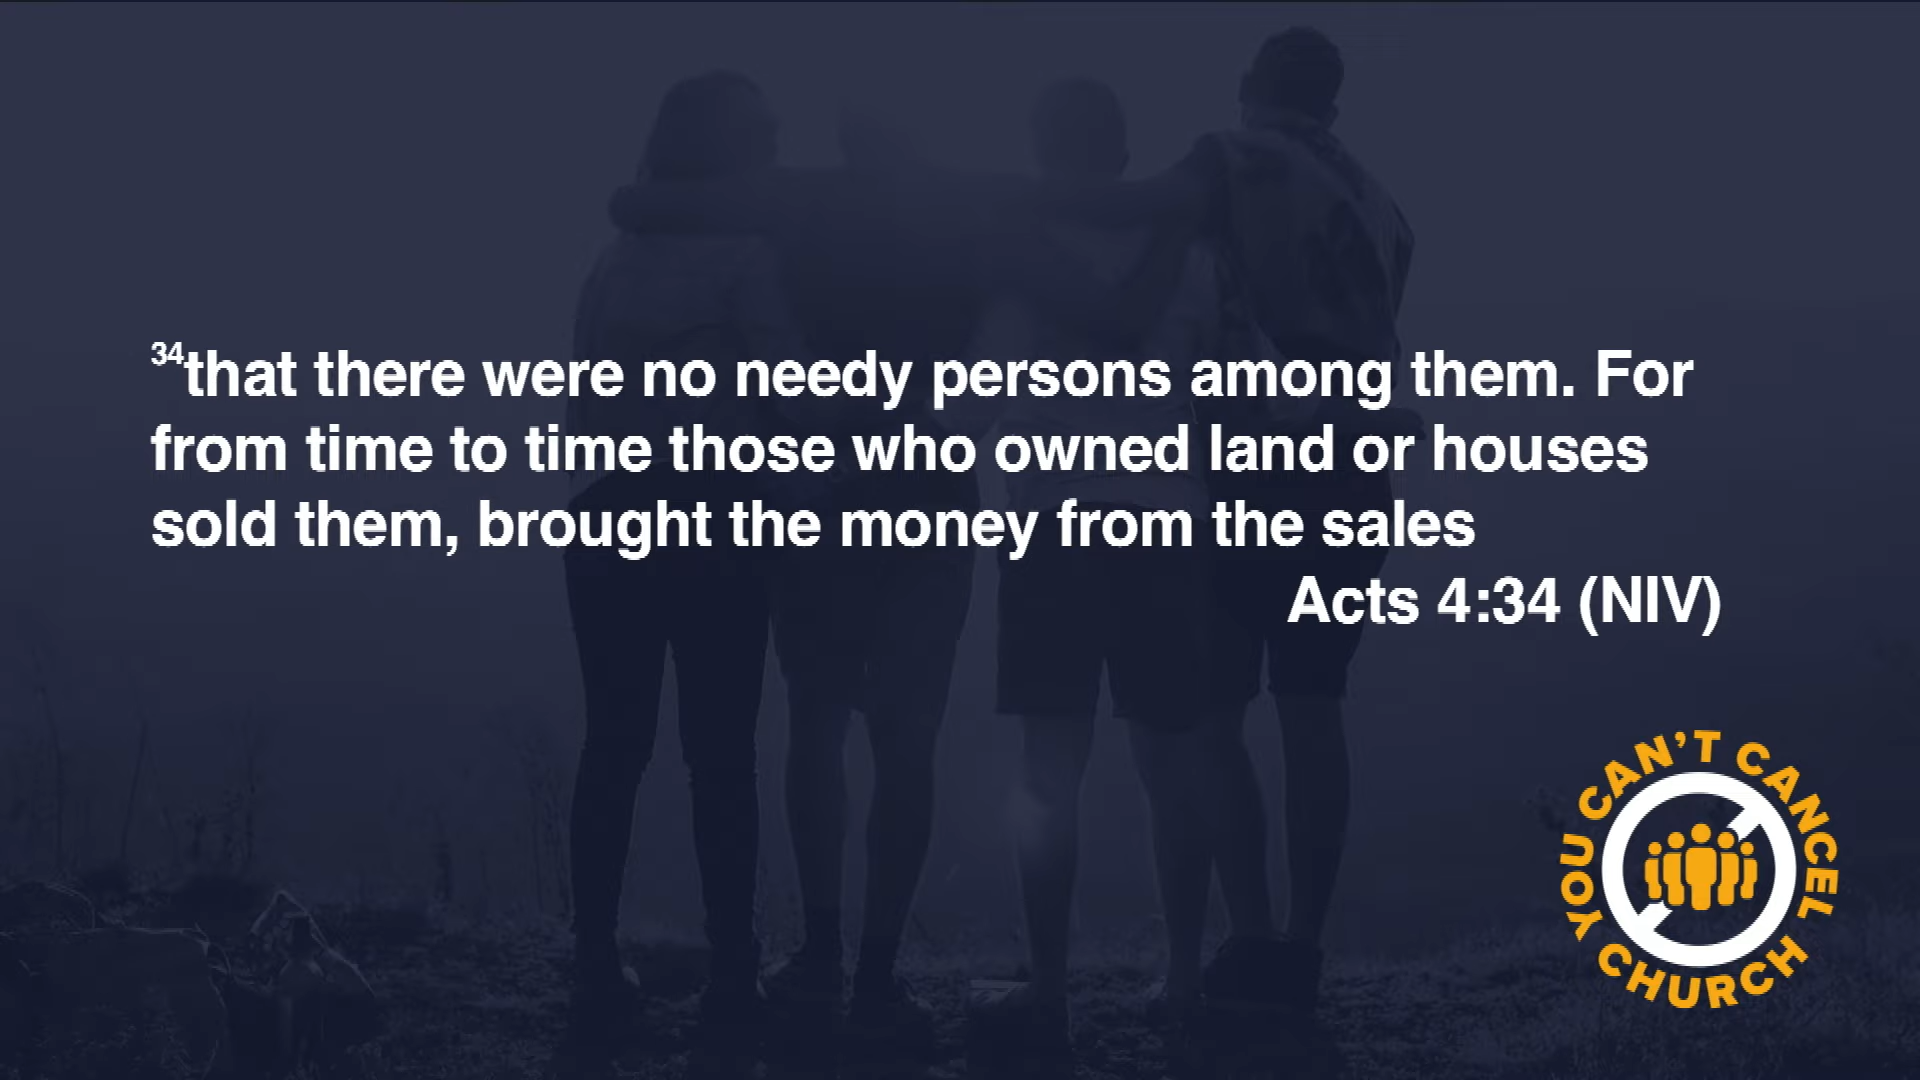 34that there were no needy persons among them. For
from time to time those who owned land or houses
sold them, brought the money from the sales
Acts 4:34 (NIV)
YOU CAN'T CANCEL CHURCH